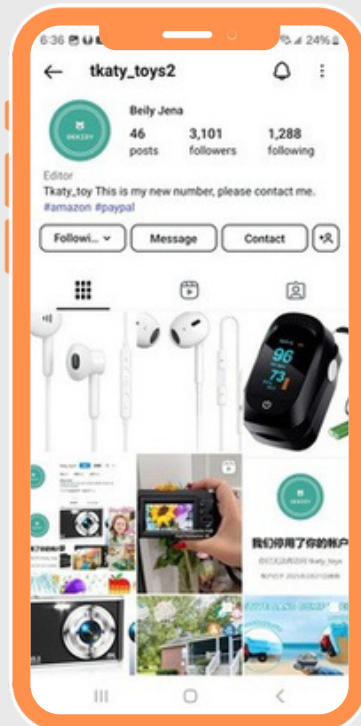 6:36
24%
tkaty_toys2
Beily Jena
46 3,101 1,288
posts followers following
Editor
Tkaty_toy This is my new number, please contact me.
#amazon #paypal
Followi... Message Contact
96
73
我们停用了你的帐户